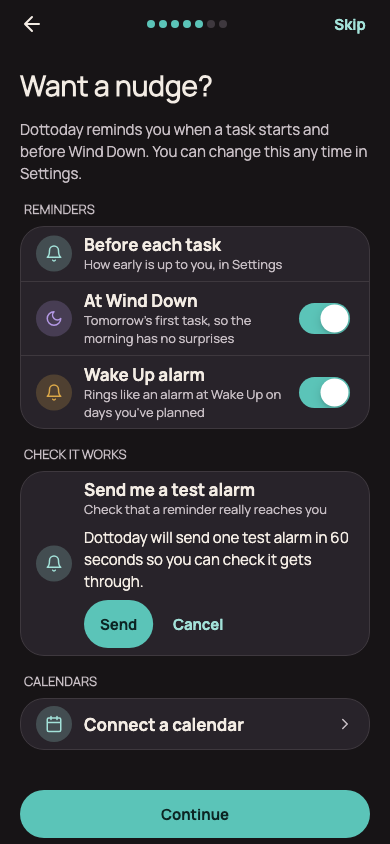 Skip
Want a nudge?
Dottoday reminds you when a task starts and
before Wind Down. You can change this any time in
Settings.
REMINDERS
Before each task
How early is up to you, in Settings
At Wind Down
Tomorrow's first task, so the
morning has no surprises
Wake Up alarm
Rings like an alarm at Wake Up on
days you've planned
CHECK IT WORKS
Send me a test alarm
Check that a reminder really reaches you
Dottoday will send one test alarm in 60
seconds so you can check it gets
through.
Send Cancel
CALENDARS
Connect a calendar
Continue